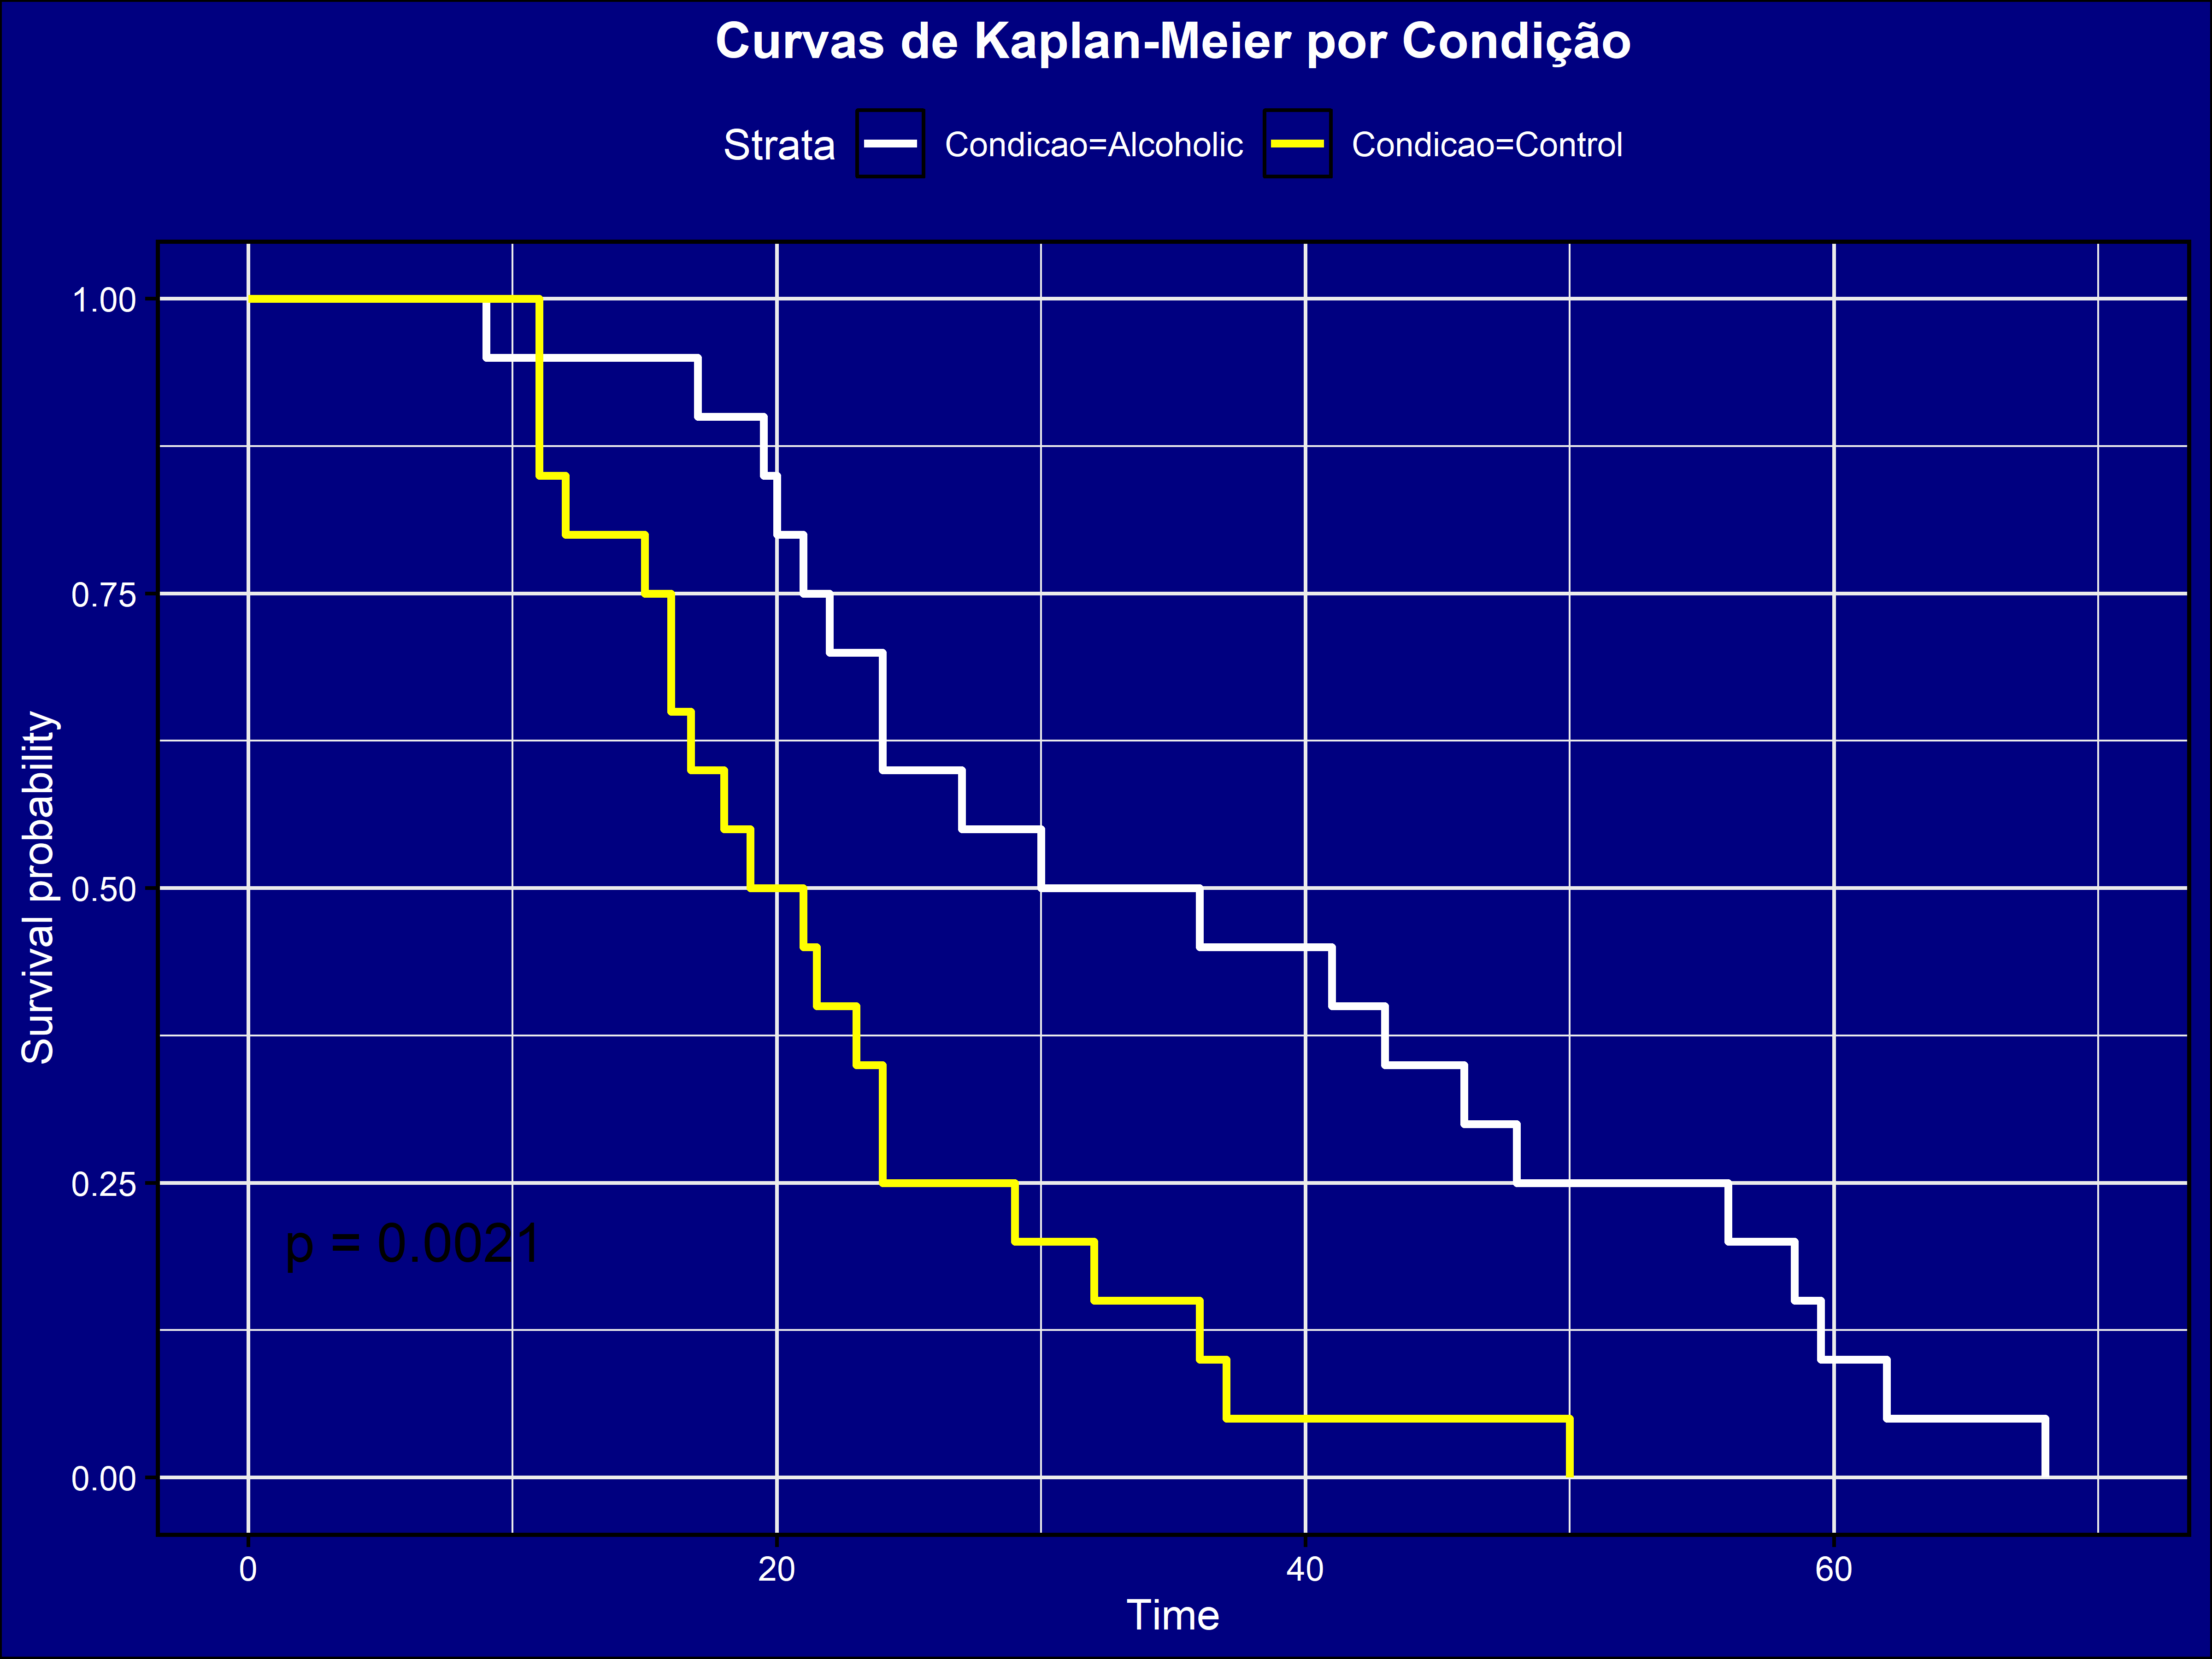 Curvas de Kaplan-Meier por Condição
Strata Condicao=Alcoholic Condicao=Control
Survival probability
1.00
0.75
0.50
0.25
0.00
p = 0.0021
0 20 40 60
Time